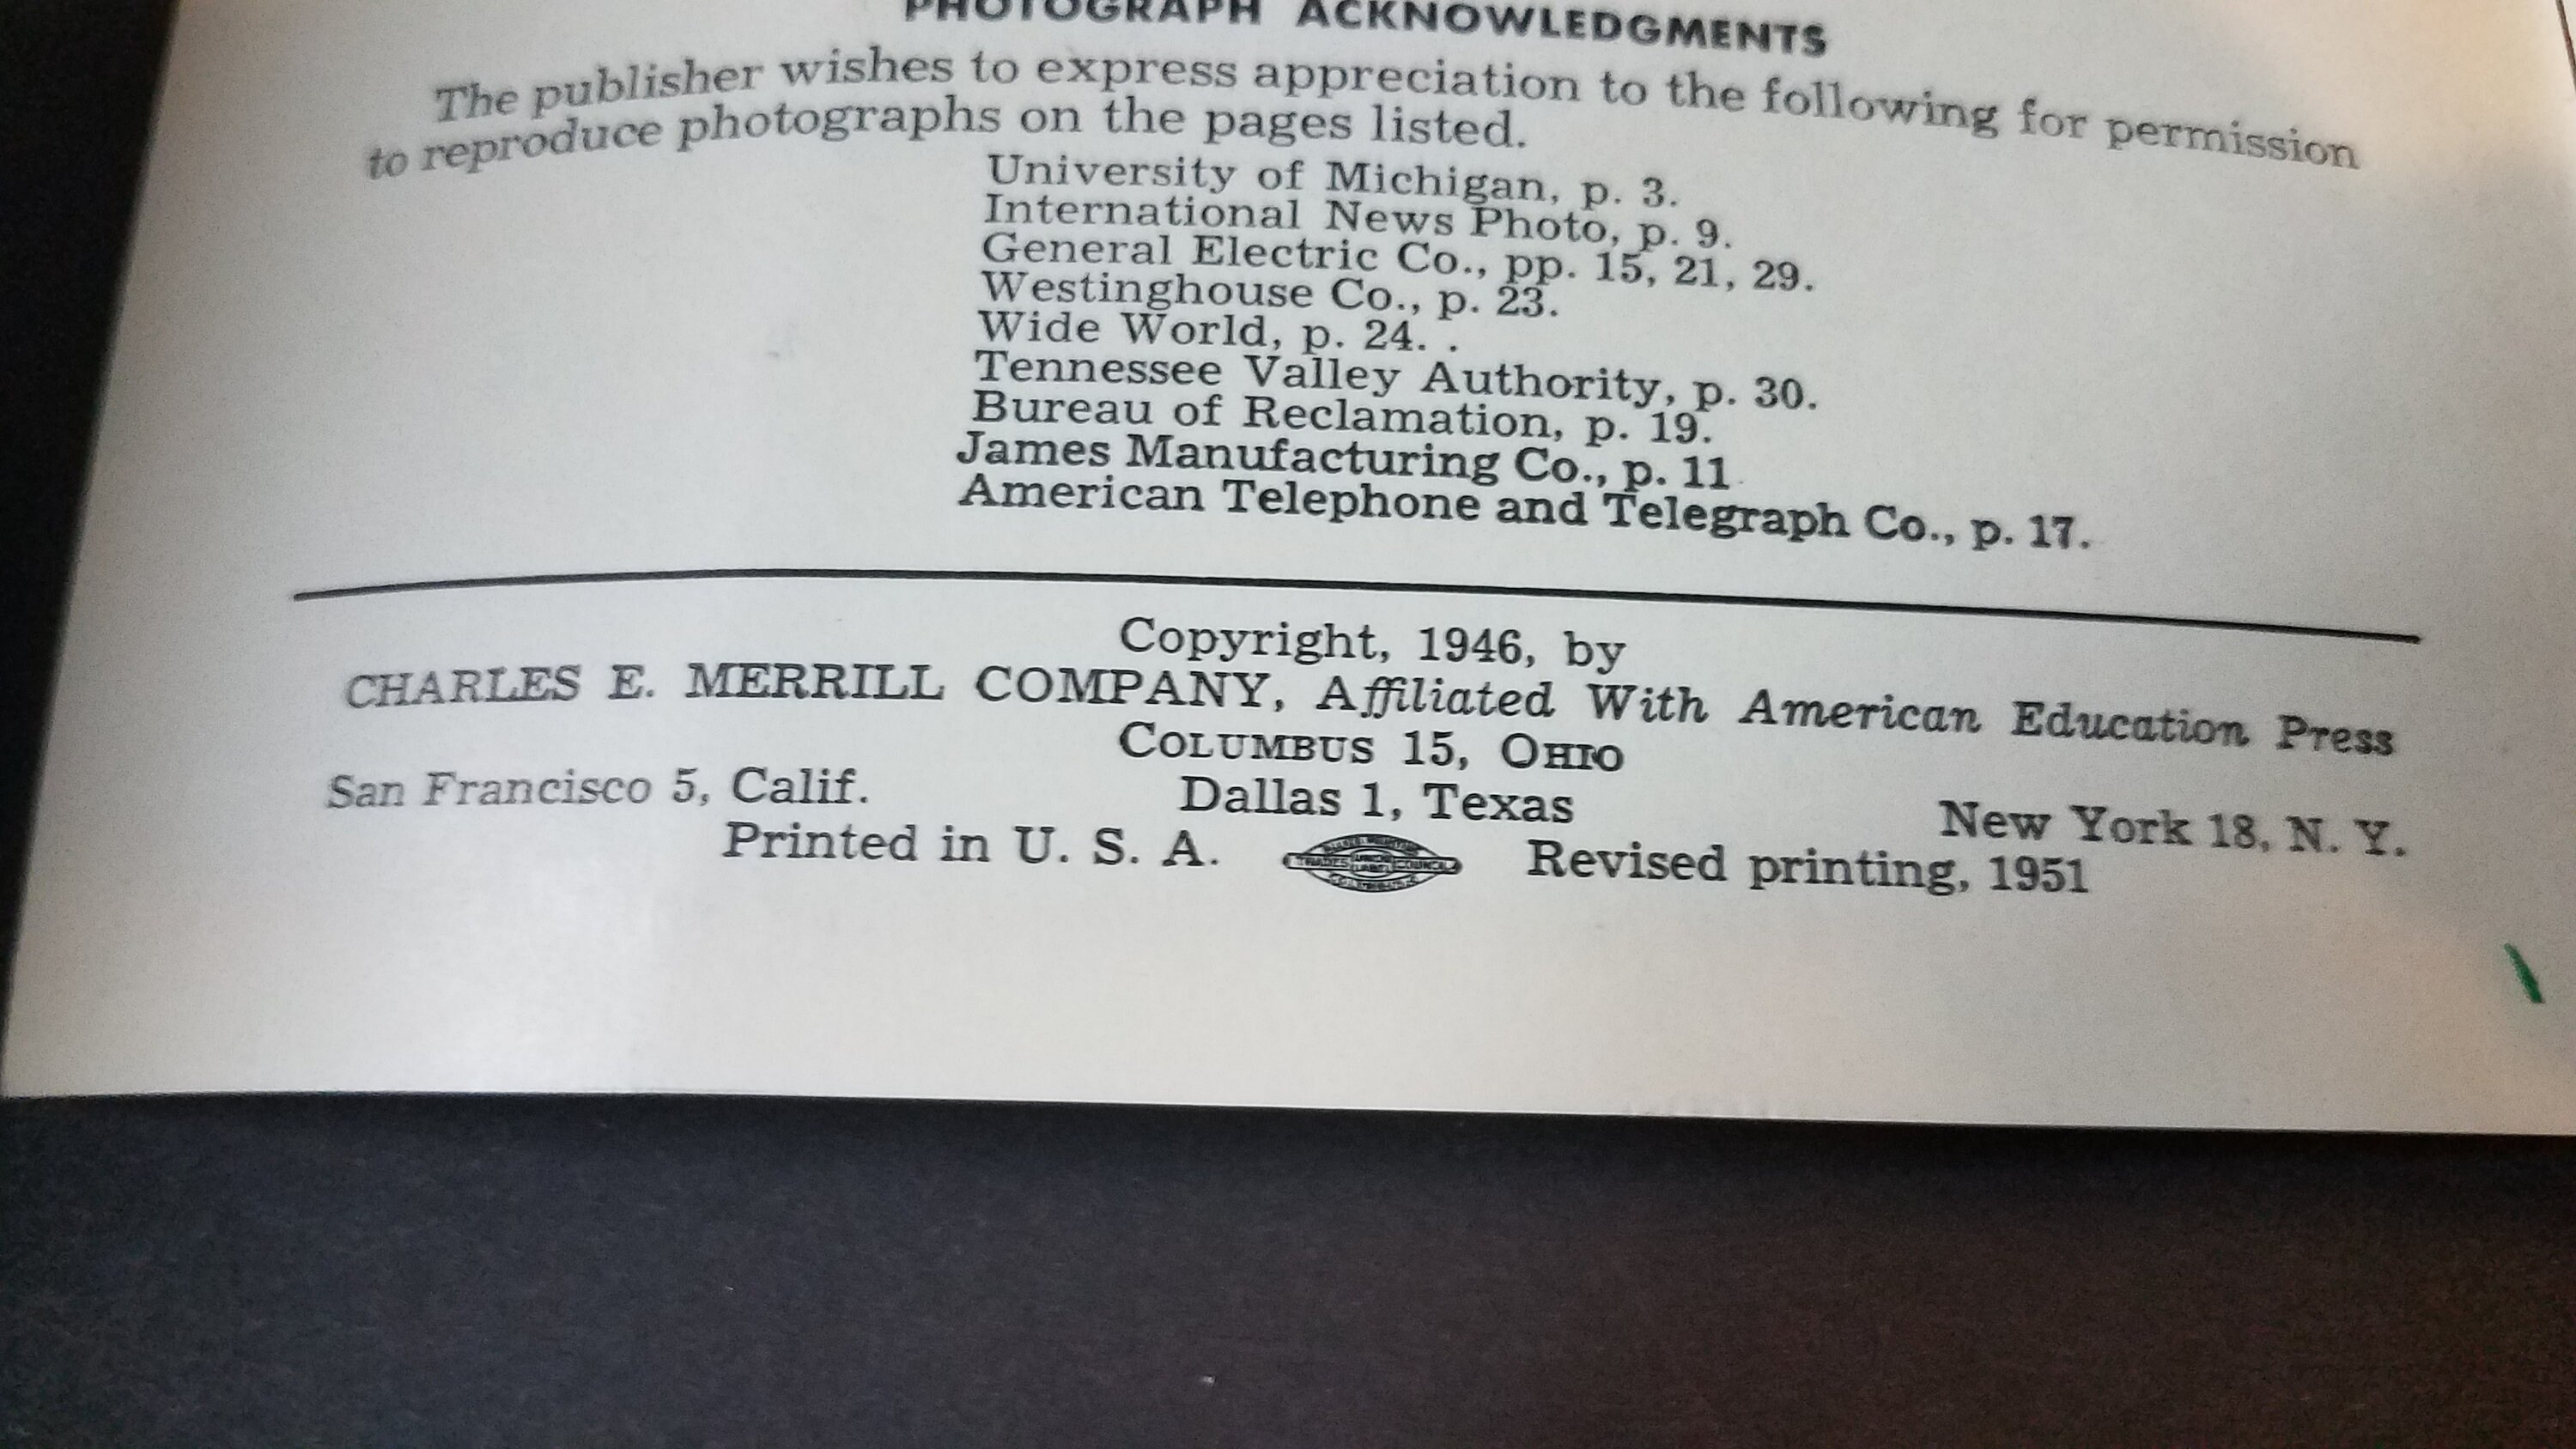 PHOTOGRAPH ACKNOWLEDGMENTS
The publisher wishes to express appreciation to the following for permission
to reproduce photographs on the pages listed.
University of Michigan, p. 3.
International News Photo, p. 9.
General Electric Co., pp. 15, 21, 29.
Westinghouse Co., p. 23.
Wide World, p. 24. .
Tennessee Valley Authority, p. 30.
Bureau of Reclamation, p. 19.
James Manufacturing Co., p. 11
American Telephone and Telegraph Co., p. 17.
Copyright, 1946, by
CHARLES E. MERRILL COMPANY, Affiliated With American Education Press
COLUMBUS 15, OHIO
San Francisco 5, Calif. Dallas 1, Texas New York 18, N. Y.
Printed in U. S. A. TRADES UNION LABEL COUNCIL Revised printing, 1951